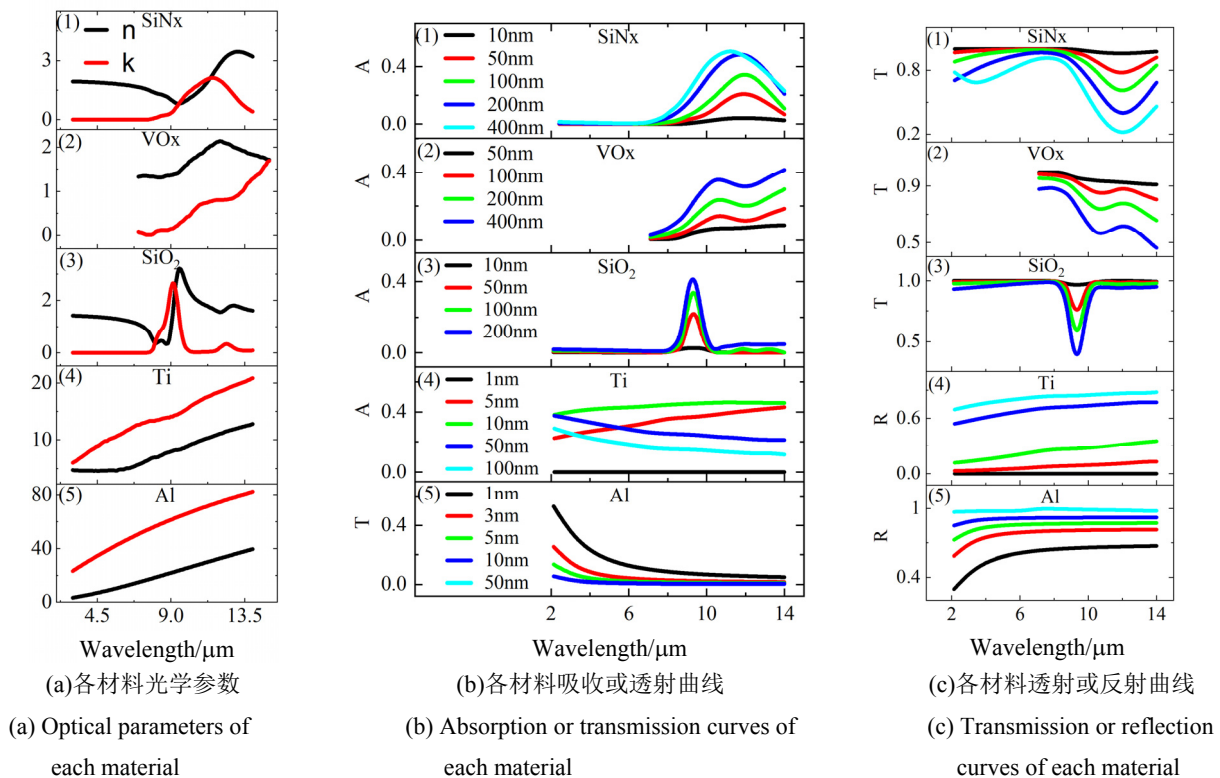 (1)
SiNx
n
k
3
0
(2)
VOx
2
1
0
(3)
SiO2
4
2
0
(4)
Ti
20
10
(5)
Al
80
40
0
4.5 9.0 13.5
Wavelength/μm
(a)各材料光学参数
(a) Optical parameters of
each material
(1)
SiNx
A
0.4
0.0
10nm
50nm
100nm
200nm
400nm
(2)
VOx
A
0.4
0.0
50nm
100nm
200nm
400nm
(3)
SiO2
A
0.4
0.2
0.0
10nm
50nm
100nm
200nm
(4)
Ti
A
0.4
0.0
1nm
5nm
10nm
50nm
100nm
(5)
Al
T
0.4
0.0
1nm
3nm
5nm
10nm
50nm
2 6 10 14
Wavelength/μm
(b)各材料吸收或透射曲线
(b) Absorption or transmission curves of
each material
(1)
SiNx
T
0.8
0.2
(2)
VOx
T
0.9
0.5
(3)
SiO2
T
1.0
0.5
(4)
Ti
R
0.6
0.0
(5)
Al
R
1
0.4
2 6 10 14
Wavelength/μm
(c)各材料透射或反射曲线
(c) Transmission or reflection
curves of each material